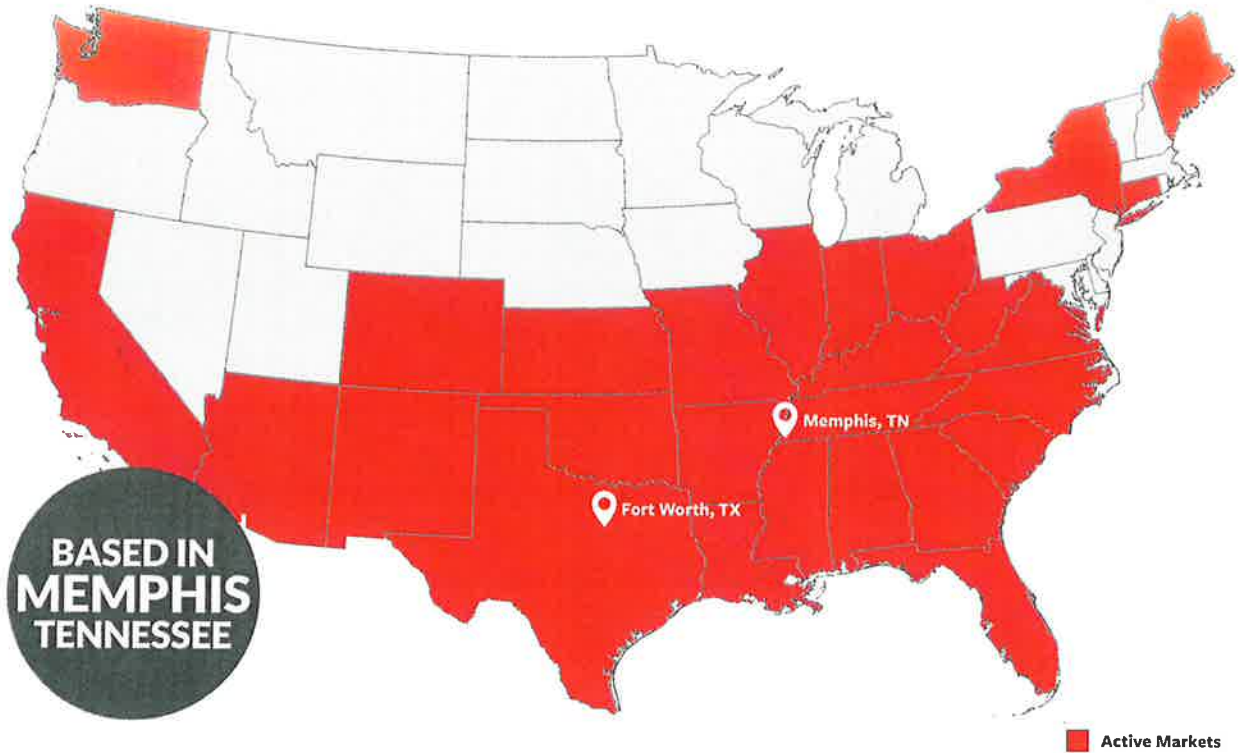 Memphis, TN
Fort Worth, TX
BASED IN
MEMPHIS
TENNESSEE
Active Markets